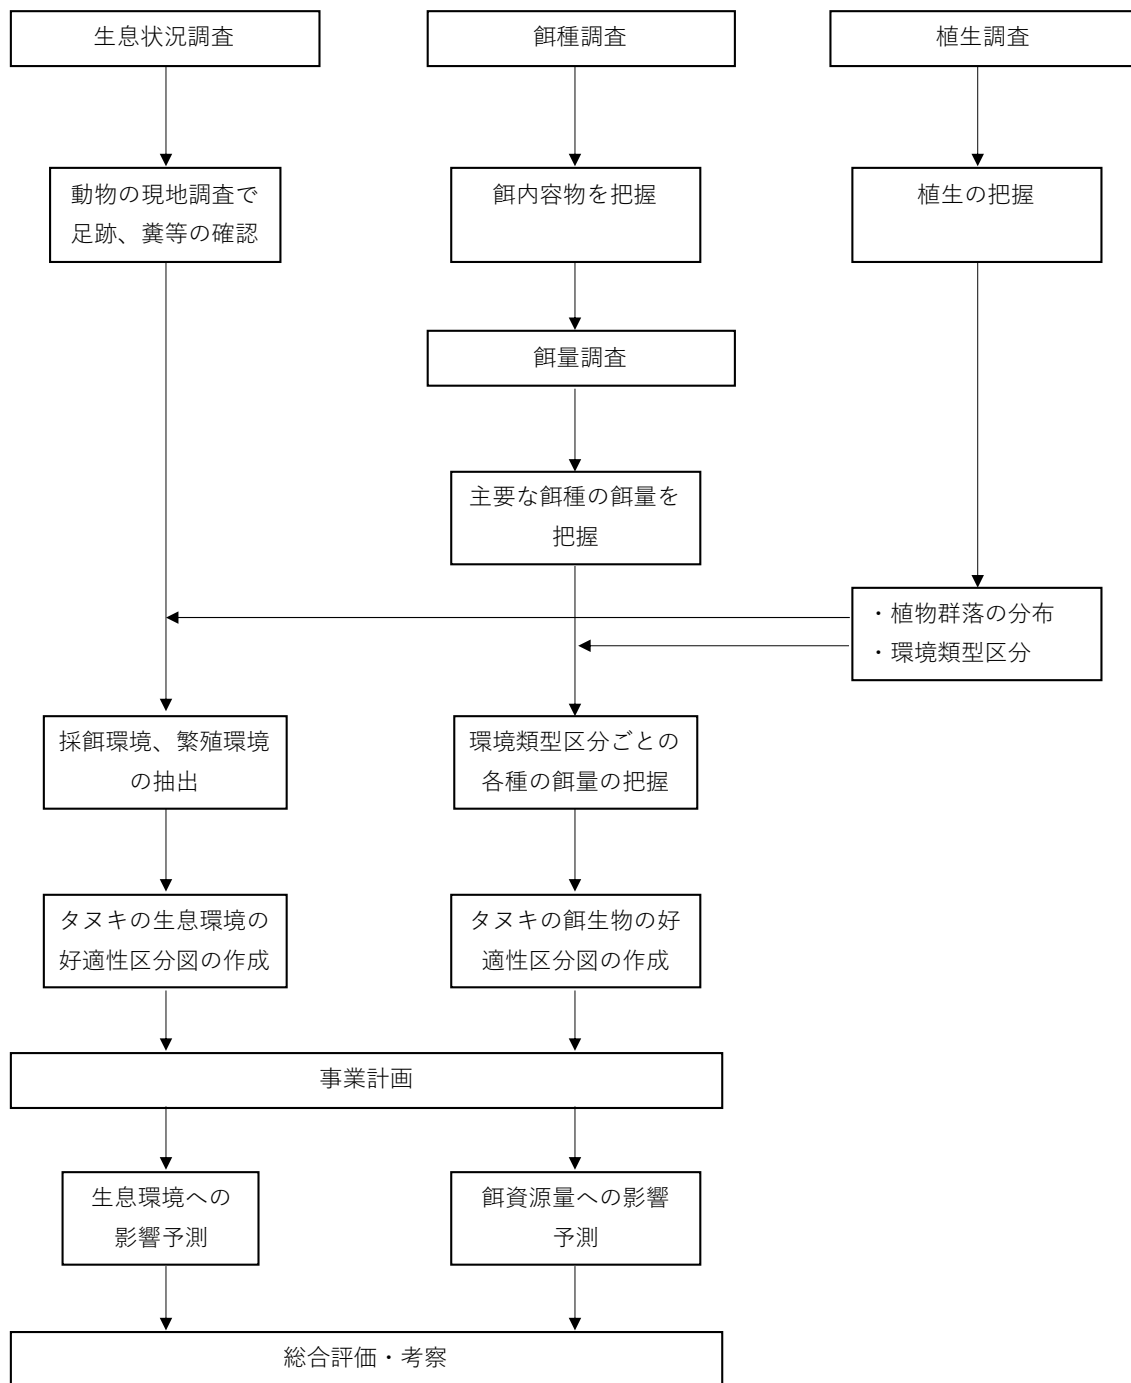 生息状況調査
餌種調査
植生調査
動物の現地調査で
足跡、糞等の確認
餌内容物を把握
植生の把握
餌量調査
主要な餌種の餌量を
把握
・植物群落の分布
・環境類型区分
採餌環境、繁殖環境
の抽出
環境類型区分ごとの
各種の餌量の把握
タヌキの生息環境の
好適性区分図の作成
タヌキの餌生物の好
適性区分図の作成
事業計画
生息環境への
影響予測
餌資源量への影響
予測
総合評価・考察